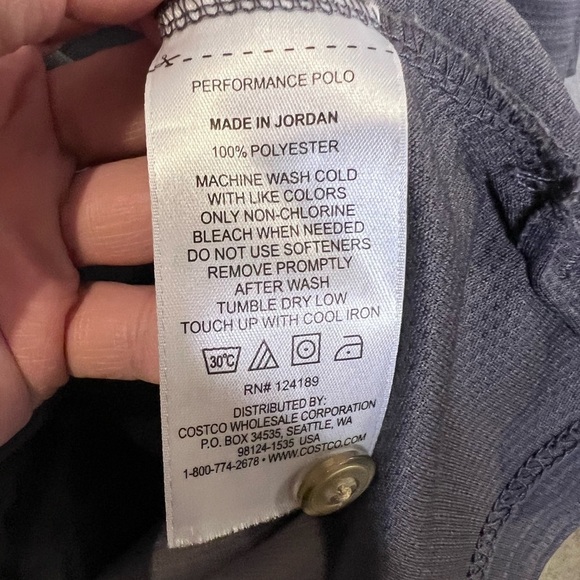 PERFORMANCE POLO
MADE IN JORDAN
100% POLYESTER
MACHINE WASH COLD
WITH LIKE COLORS
ONLY NON-CHLORINE
BLEACH WHEN NEEDED
DO NOT USE SOFTENERS
REMOVE PROMPTLY
AFTER WASH
TUMBLE DRY LOW
TOUCH UP WITH COOL IRON
30°C
RN# 124189
DISTRIBUTED BY:
COSTCO WHOLESALE CORPORATION
P.O. BOX 34535, SEATTLE, WA
98124-1535 USA
1-800-774-2678 • WWW.COSTCO.COM